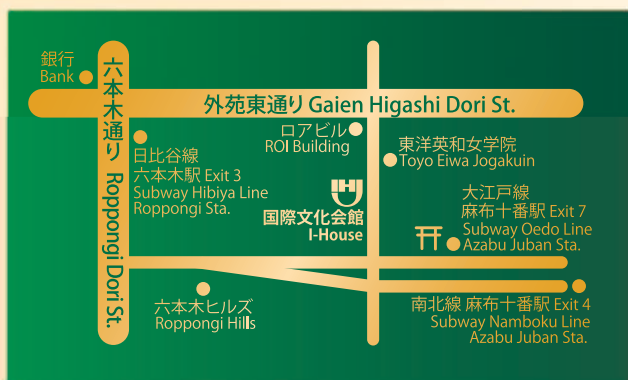 銀行
Bank
六本木通り Roppongi Dori St.
外苑東通り Gaien Higashi Dori St.
ロアビル
ROI Building
東洋英和女学院
Toyo Eiwa Jogakuin
日比谷線
六本木駅 Exit 3
Subway Hibiya Line
Roppongi Sta.
国際文化会館
I-House
大江戸線
麻布十番駅 Exit 7
Subway Oedo Line
Azabu Juban Sta.
六本木ヒルズ
Roppongi Hills
南北線 麻布十番駅 Exit 4
Subway Namboku Line
Azabu Juban Sta.